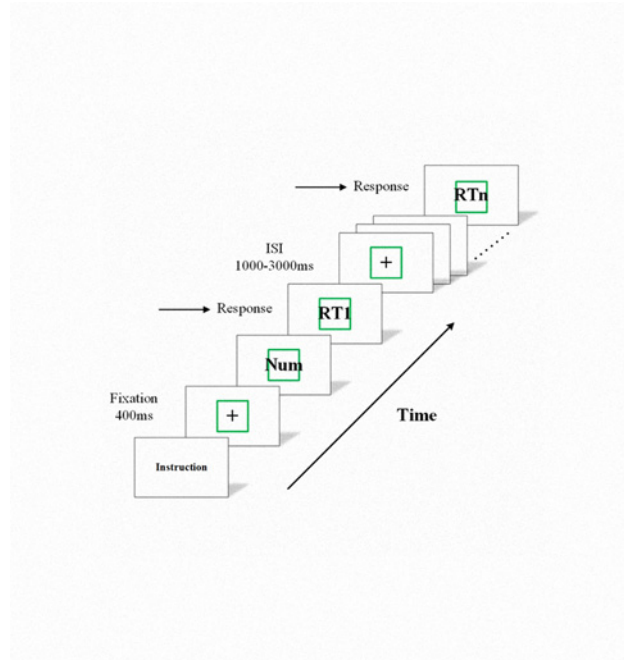 Response
RTn
ISI
1000-3000ms
+
Response
RT1
Num
Fixation
400ms
+
Time
Instruction